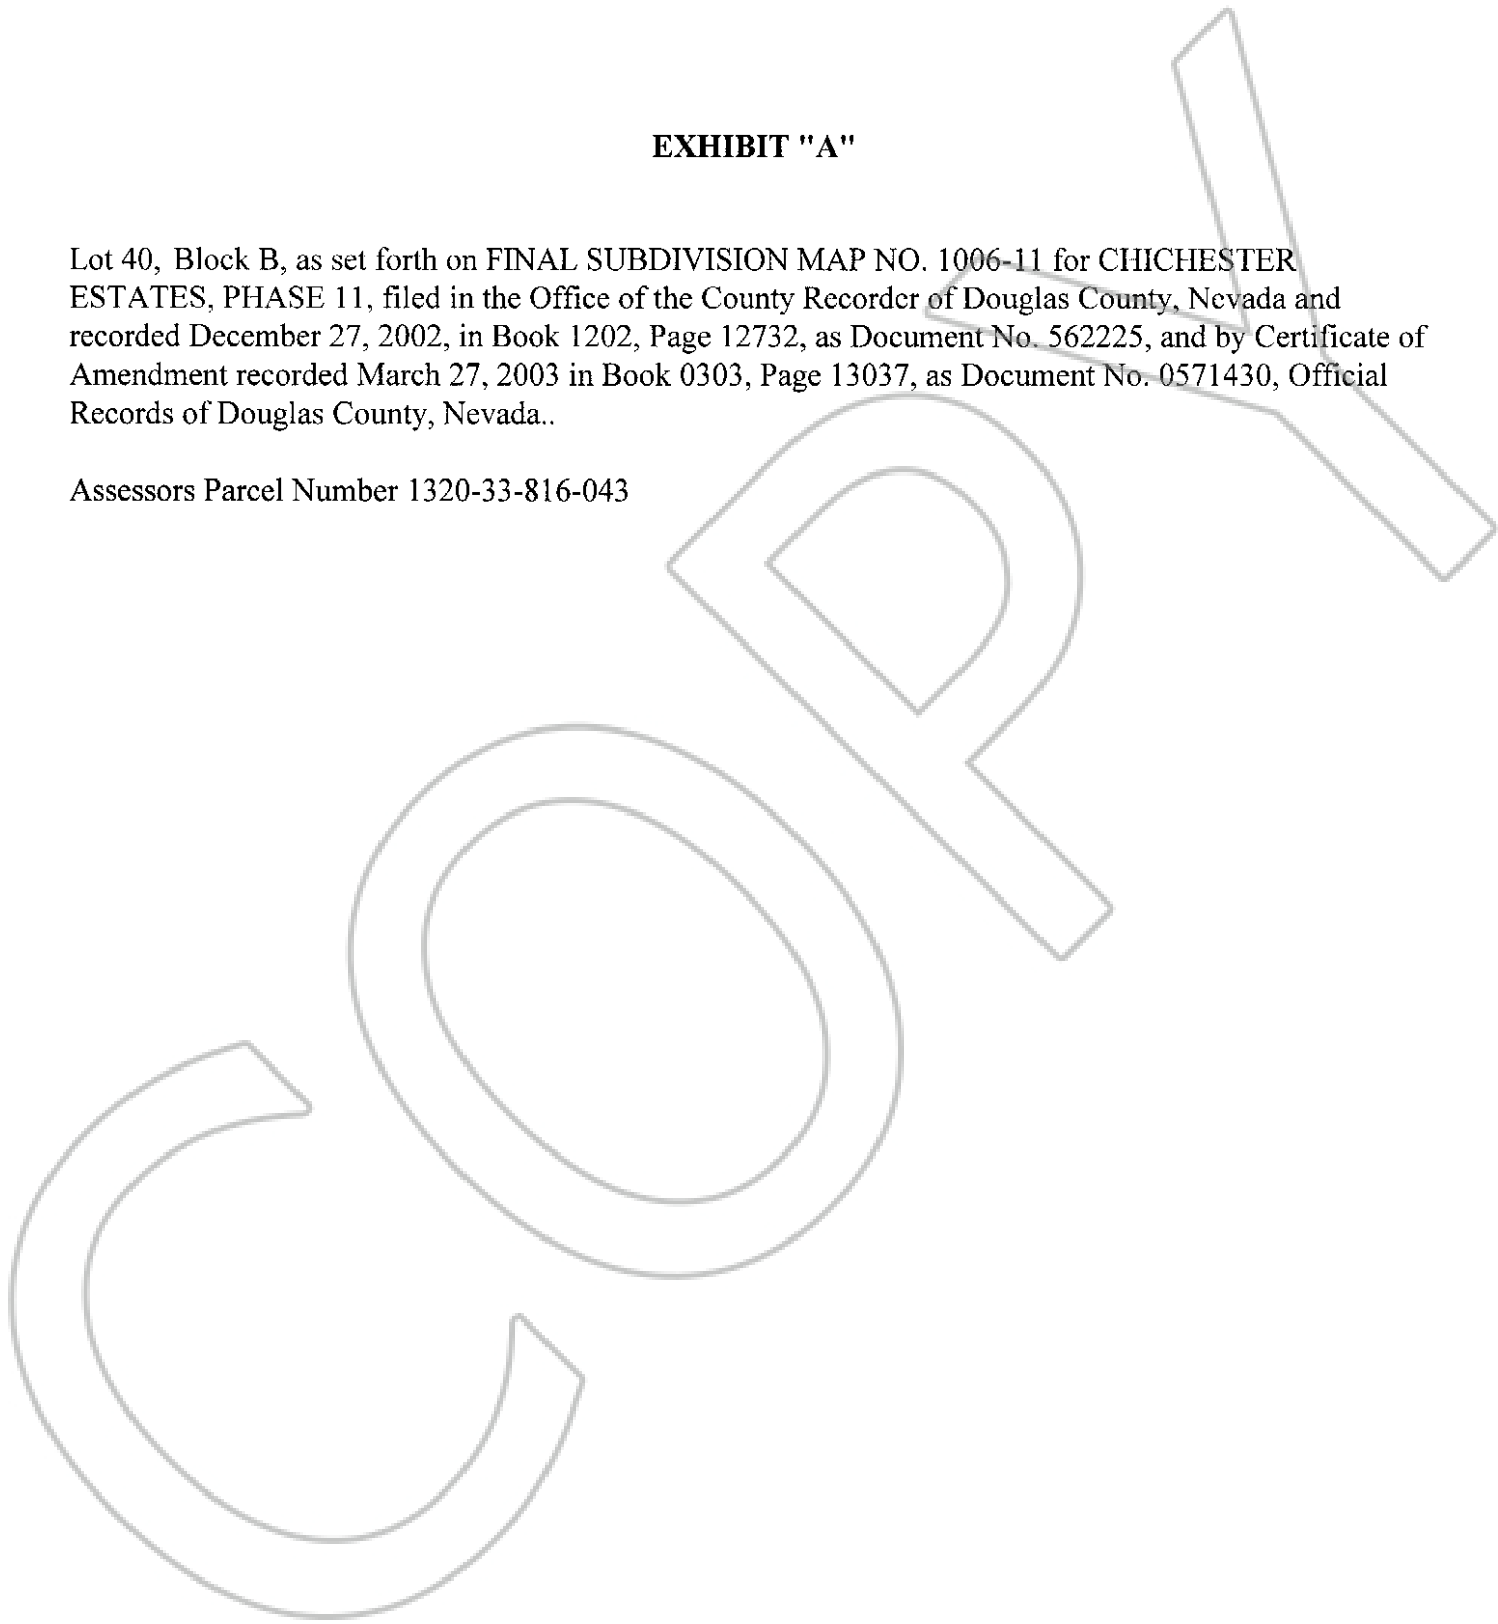 EXHIBIT "A"
Lot 40, Block B, as set forth on FINAL SUBDIVISION MAP NO. 1006-11 for CHICHESTER
ESTATES, PHASE 11, filed in the Office of the County Recorder of Douglas County, Nevada and
recorded December 27, 2002, in Book 1202, Page 12732, as Document No. 562225, and by Certificate of
Amendment recorded March 27, 2003 in Book 0303, Page 13037, as Document No. 0571430, Official
Records of Douglas County, Nevada..
Assessors Parcel Number 1320-33-816-043
COPY